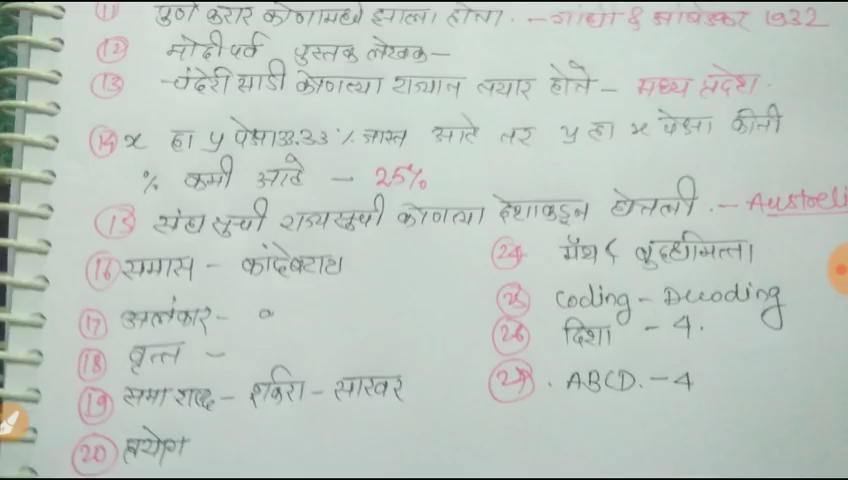 11 पुणे करार कोणामध्ये झाला होता. - गांधी & आंबेडकर 1932
12 मोदीपर्व पुस्तक लेखक -
13 चंदेरी साडी कोणत्या राज्यात तयार होते - मध्य प्रदेश.
14 x हा y पेक्षा 33.33 % जास्त आहे तर y हा x पेक्षा कीती
% कमी आहे - 25%
15 संघ सुची राज्यसुची कोणत्या देशाकडून घेतली. - Austreli
16 समास - कांदेबटाटा
17 अलंकार -
18 वृत्त -
19 समा शब्द - शर्करा - साखर
20 प्रयोग
24 मॅथ & बुद्धीमत्ता
25 Coding - Decoding
26 दिशा - 4.
27. ABCD. - 4